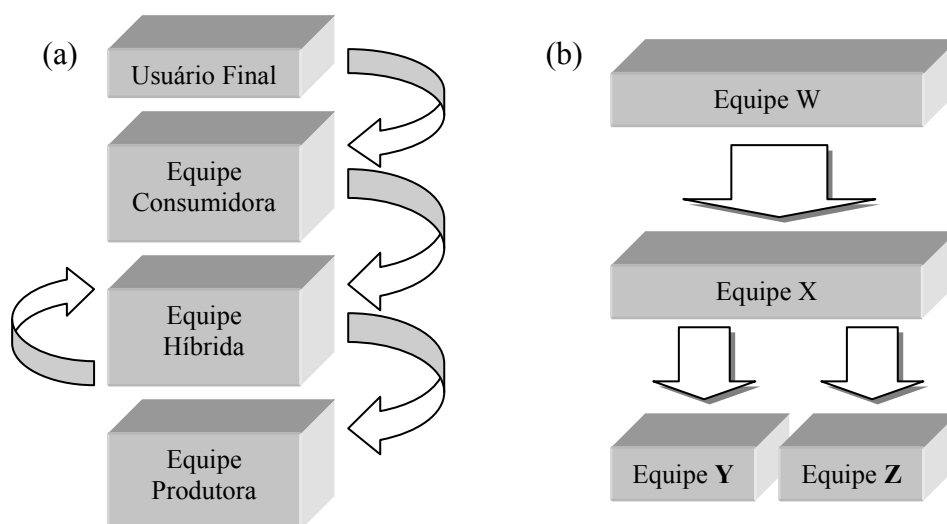 (a)
Usuário Final
Equipe
Consumidora
Equipe
Híbrida
Equipe
Produtora
(b)
Equipe W
Equipe X
Equipe Y
Equipe Z